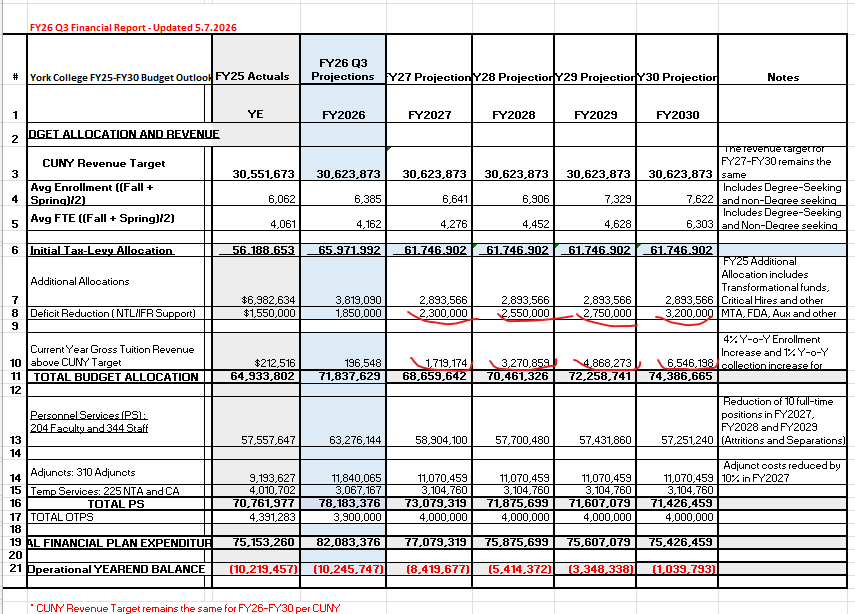 FY26 Q3 Financial Report - Updated 5.7.2026
# York College FY25-FY30 Budget Outlook FY25 Actuals FY26 Q3 Projections Y27 Projection Y28 Projection Y29 Projection Y30 Projection Notes
1 YE FY2026 FY2027 FY2028 FY2029 FY2030
2 DGET ALLOCATION AND REVENUE
3 CUNY Revenue Target 30,551,673 30,623,873 30,623,873 30,623,873 30,623,873 30,623,873 The revenue target for FY27-FY30 remains the same
4 Avg Enrollment ((Fall + Spring)/2) 6,062 6,385 6,641 6,906 7,329 7,622 Includes Degree-Seeking and non-Degree seeking
5 Avg FTE ((Fall + Spring)/2) 4,061 4,162 4,276 4,452 4,628 6,303 Includes Degree-Seeking and Non-Degree seeking
6 Initial Tax-Levy Allocation 56,188,653 65,971,992 61,746,902 61,746,902 61,746,902 61,746,902
7 Additional Allocations $6,982,634 3,819,090 2,893,566 2,893,566 2,893,566 2,893,566 FY25 Additional Allocation includes Transformational funds, Critical Hires and other
8 Deficit Reduction ( NTL/IFR Support) $1,550,000 1,850,000 2,300,000 2,550,000 2,750,000 3,200,000 MTA, FDA, Aux and other
9
10 Current Year Gross Tuition Revenue above CUNY Target $212,516 196,548 1,719,174 3,270,859 4,868,273 6,546,198 4% Y-o-Y Enrollment Increase and 1% Y-o-Y collection increase for
11 TOTAL BUDGET ALLOCATION 64,933,802 71,837,629 68,659,642 70,461,326 72,258,741 74,386,665
12
13 Personnel Services (PS): 204 Faculty and 344 Staff 57,557,647 63,276,144 58,904,100 57,700,480 57,431,860 57,251,240 Reduction of 10 full-time positions in FY2027, FY2028 and FY2029 (Attritions and Separations)
14
14 Adjuncts: 310 Adjuncts 9,193,627 11,840,065 11,070,459 11,070,459 11,070,459 11,070,459 Adjunct costs reduced by 10% in FY2027
15 Temp Services: 225 NTA and CA 4,010,702 3,067,167 3,104,760 3,104,760 3,104,760 3,104,760
16 TOTAL PS 70,761,977 78,183,376 73,079,319 71,875,699 71,607,079 71,426,459
17 TOTAL OTPS 4,391,283 3,900,000 4,000,000 4,000,000 4,000,000 4,000,000
18
19 AL FINANCIAL PLAN EXPENDITUR 75,153,260 82,083,376 77,079,319 75,875,699 75,607,079 75,426,459
20
21 Operational YEAREND BALANCE (10,219,457) (10,245,747) (8,419,677) (5,414,372) (3,348,338) (1,039,793)
* CUNY Revenue Target remains the same for FY26-FY30 per CUNY